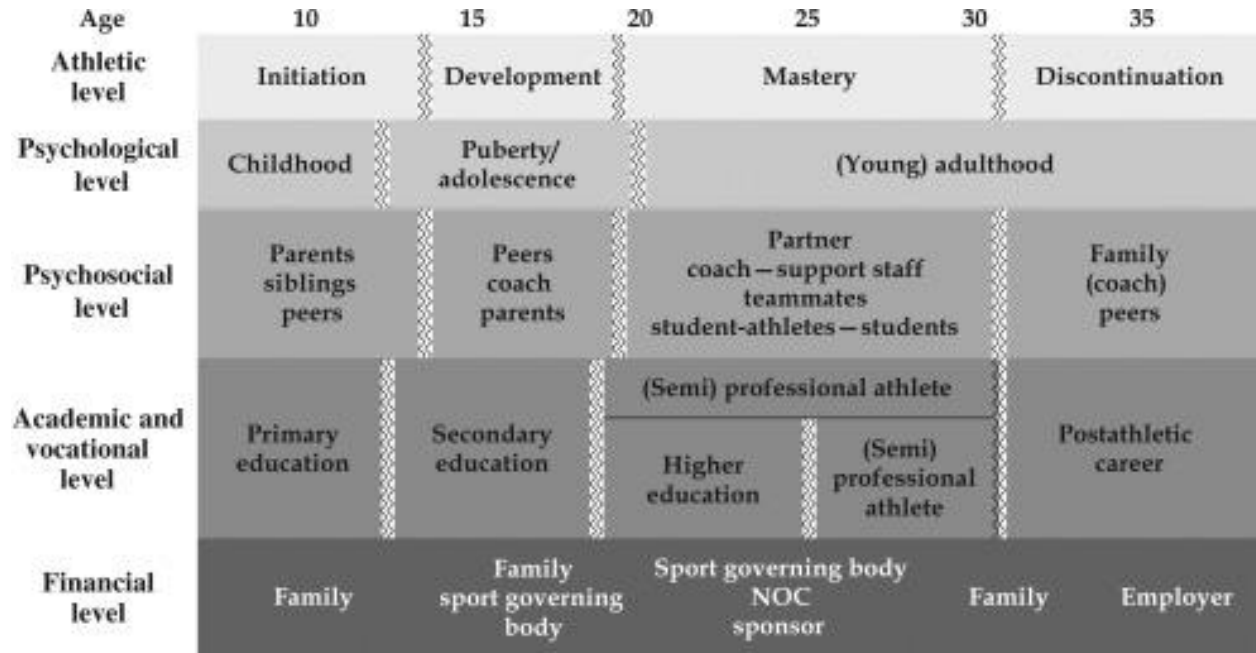 Age 10 15 20 25 30 35
Athletic
level
Initiation
Development
Mastery
Discontinuation
Psychological
level
Childhood
Puberty/
adolescence
(Young) adulthood
Psychosocial
level
Parents
siblings
peers
Peers
coach
parents
Partner
coach—support staff
teammates
student-athletes—students
Family
(coach)
peers
Academic and
vocational
level
Primary
education
Secondary
education
(Semi) professional athlete
Higher
education
(Semi)
professional
athlete
Postathletic
career
Financial
level
Family
Family
sport governing
body
Sport governing body
NOC
sponsor
Family
Employer